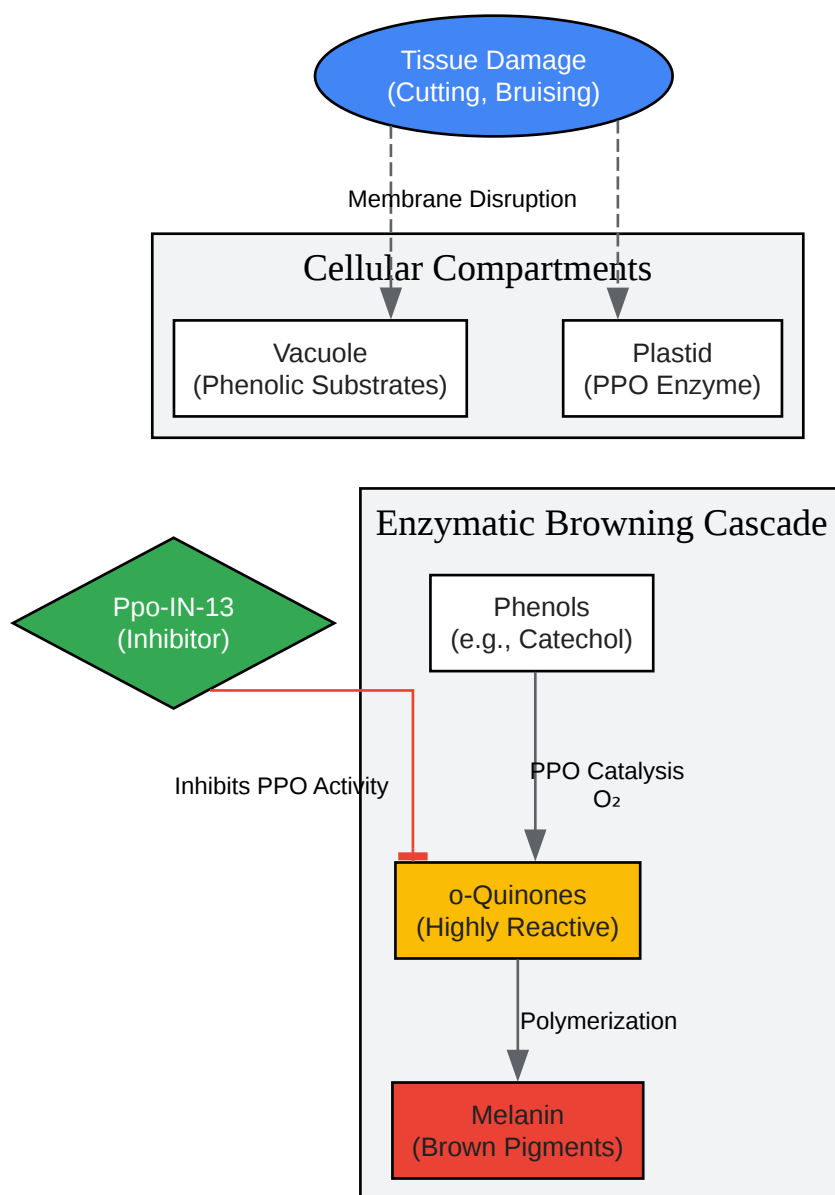 Tissue Damage
(Cutting, Bruising)
Membrane Disruption
Cellular Compartments
Vacuole
(Phenolic Substrates)
Plastid
(PPO Enzyme)
Enzymatic Browning Cascade
Ppo-IN-13
(Inhibitor)
Phenols
(e.g., Catechol)
Inhibits PPO Activity
PPO Catalysis
O₂
o-Quinones
(Highly Reactive)
Polymerization
Melanin
(Brown Pigments)